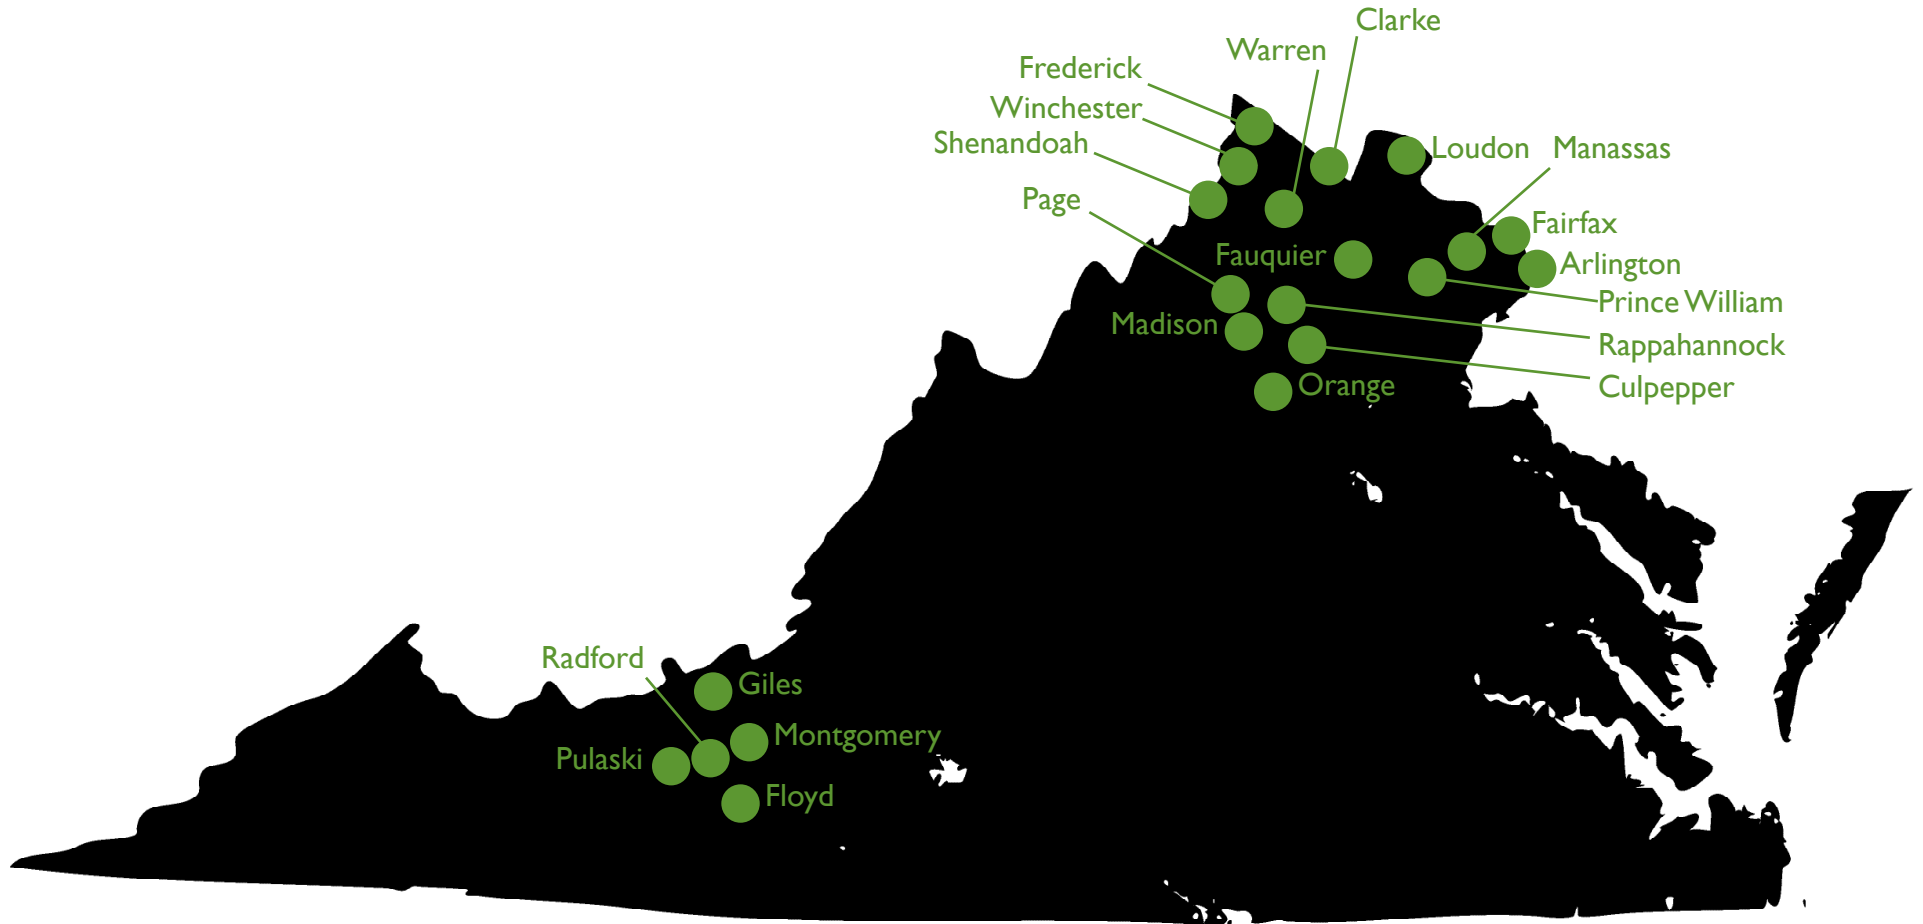 Clarke
Warren
Frederick
Winchester
Shenandoah
Loudon
Manassas
Page
Fairfax
Fauquier
Arlington
Prince William
Madison
Rappahannock
Orange
Culpepper
Radford
Giles
Montgomery
Pulaski
Floyd